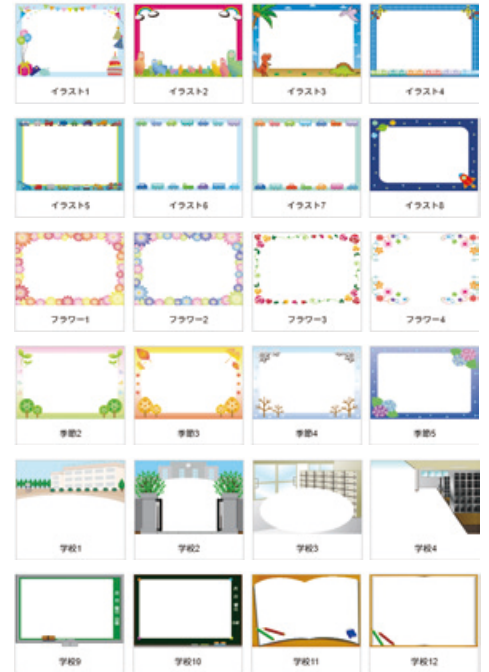 イラスト1
イラスト2
イラスト3
イラスト4
イラスト5
イラスト6
イラスト7
イラスト8
フラワー1
フラワー2
フラワー3
フラワー4
季節2
季節3
季節4
季節5
学校1
学校2
学校3
学校4
学校9
学校10
学校11
学校12